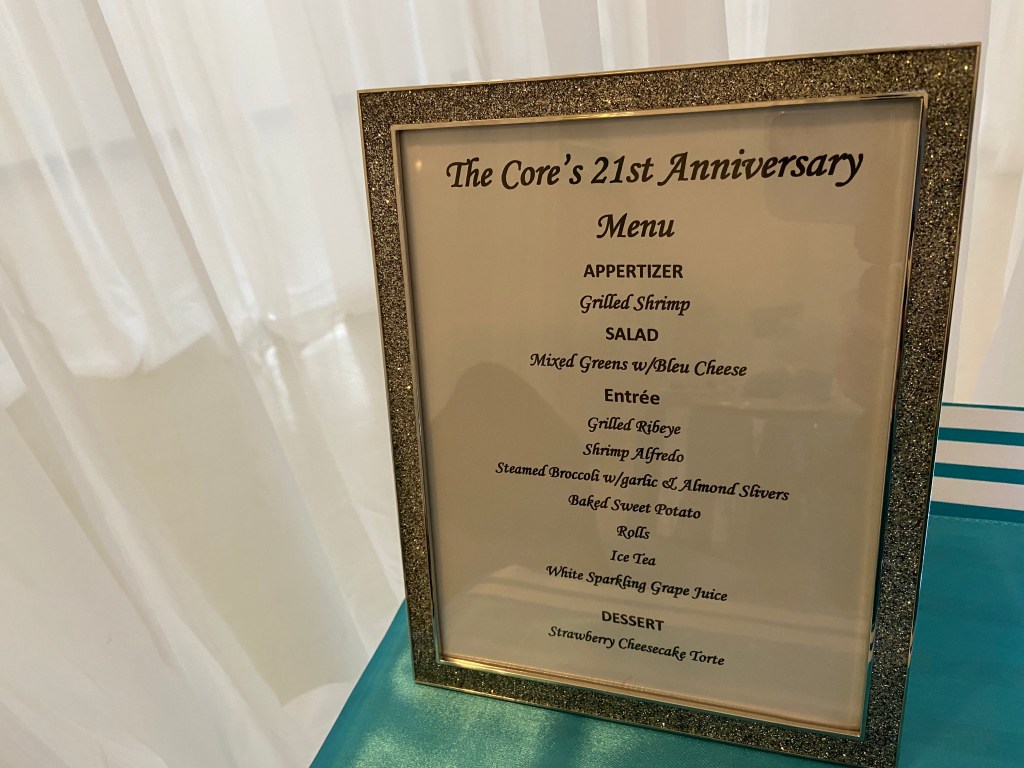 The Core's 21st Anniversary
Menu
APPERTIZER
Grilled Shrimp
SALAD
Mixed Greens w/Bleu Cheese
Entrée
Grilled Ribeye
Shrimp Alfredo
Steamed Broccoli w/garlic & Almond Slivers
Baked Sweet Potato
Rolls
Ice Tea
White Sparkling Grape Juice
DESSERT
Strawberry Cheesecake Torte